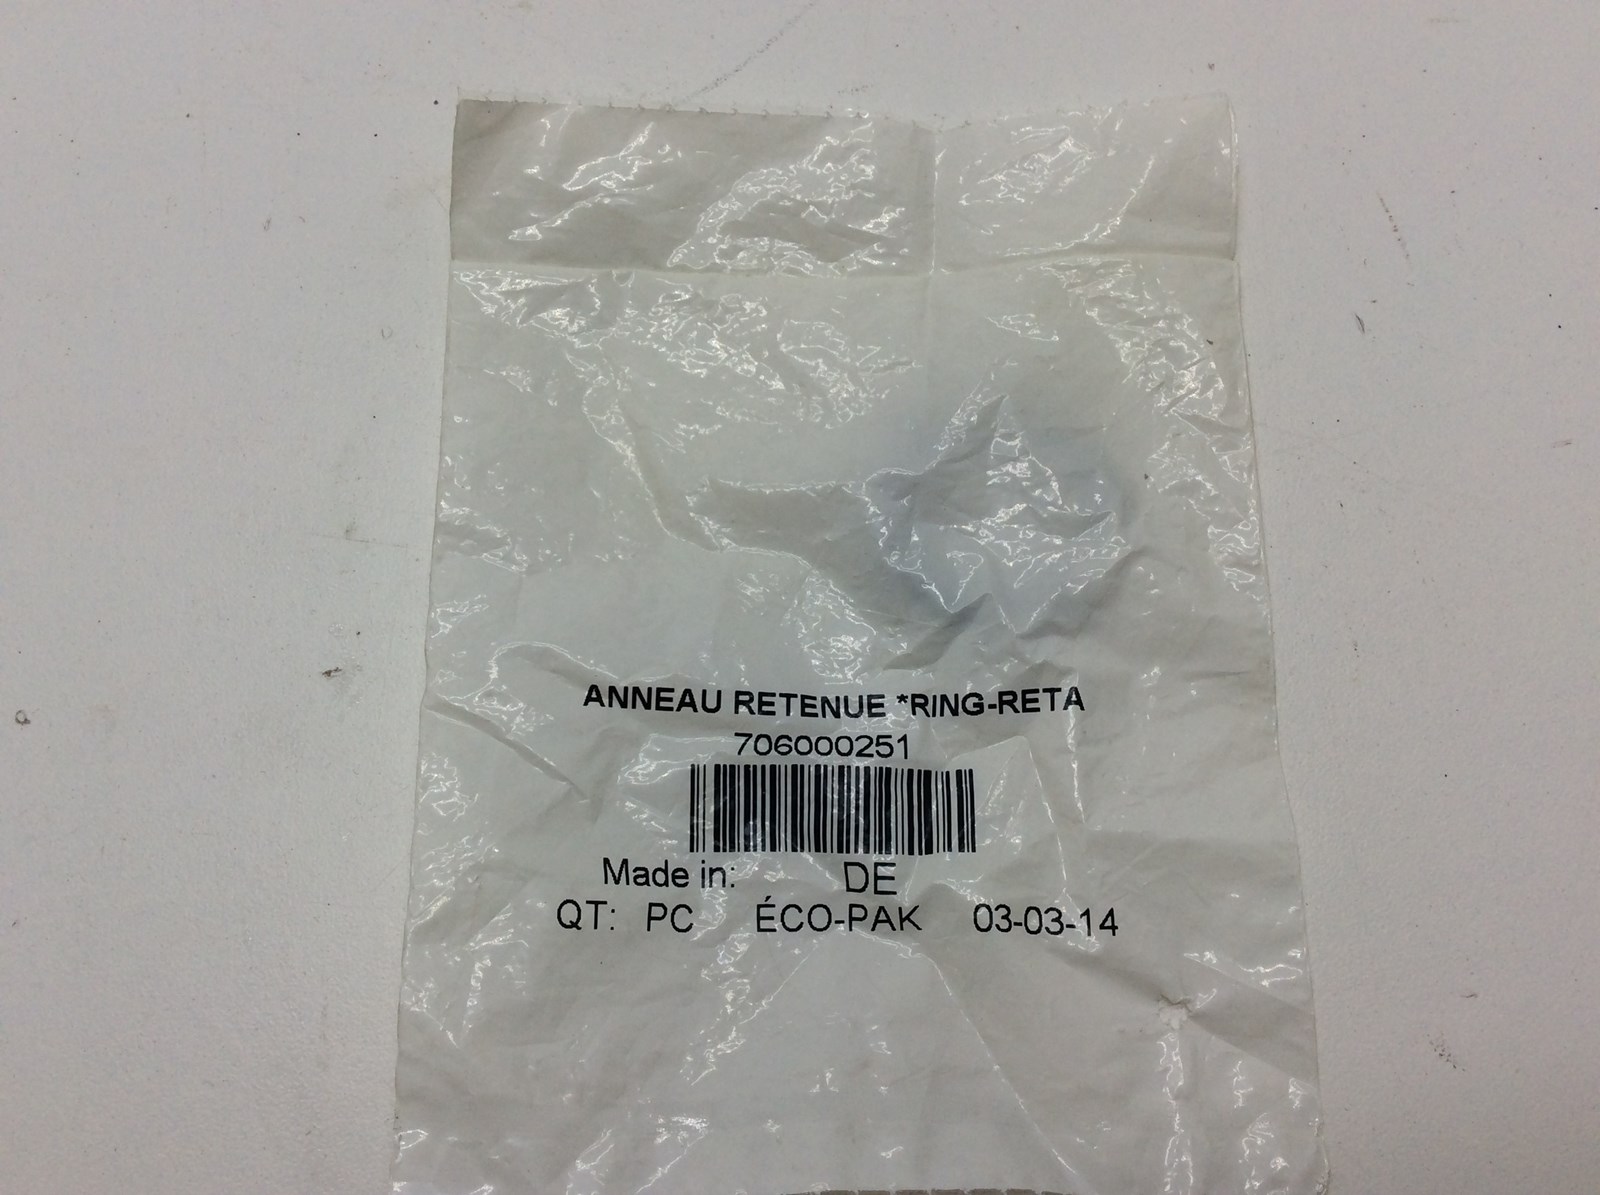 ANNEAU RETENUE *RING-RETA
706000251
Made in: DE
QT: PC ÉCO-PAK 03-03-14